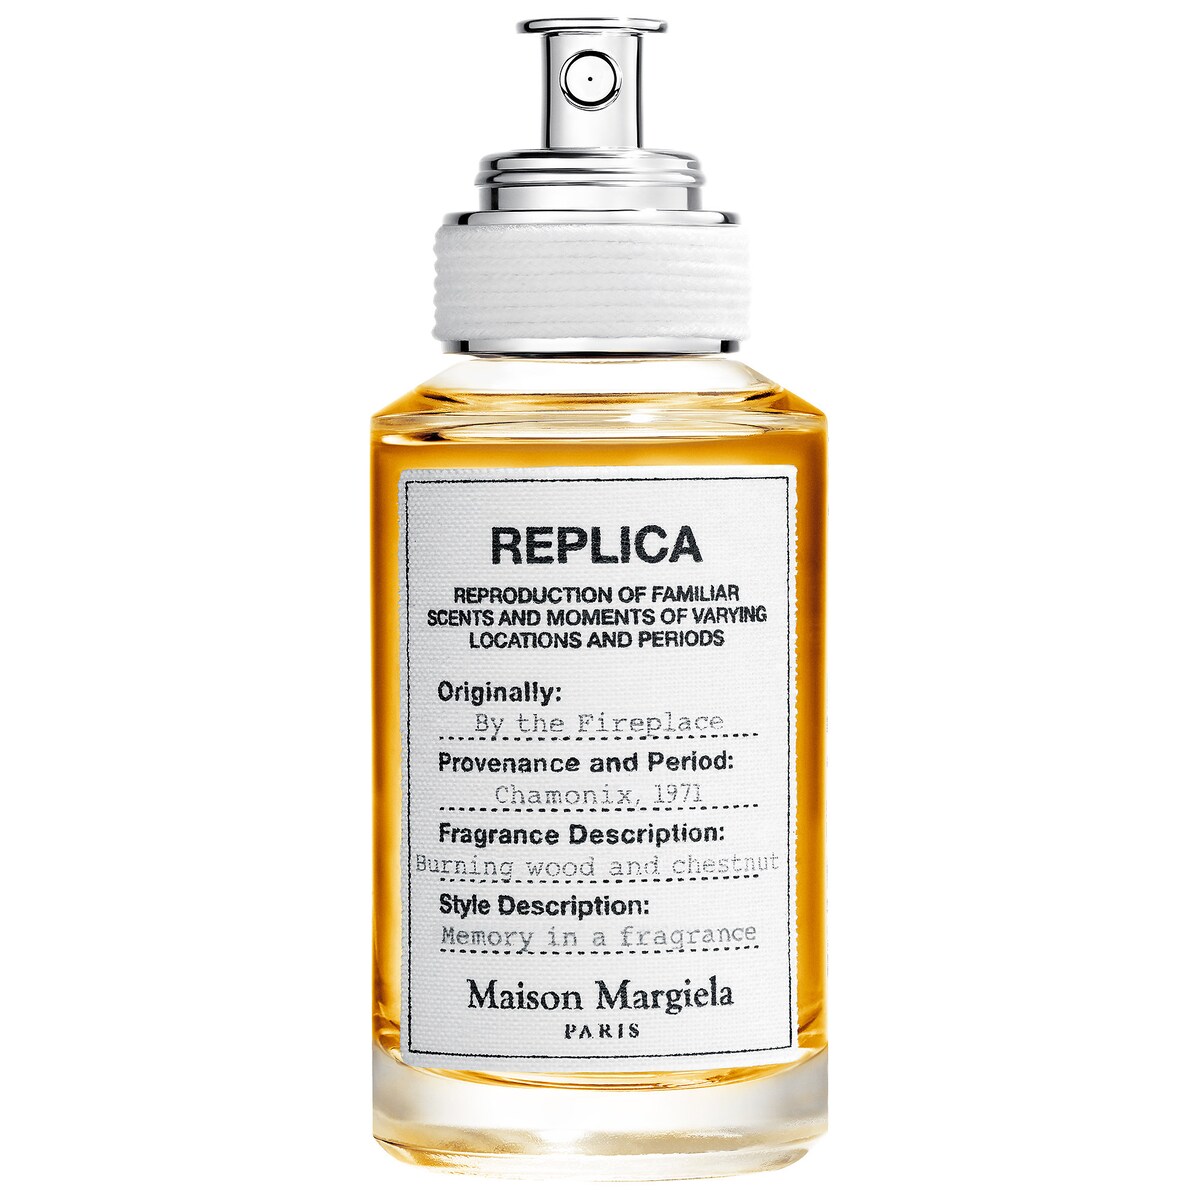 REPLICA
REPRODUCTION OF FAMILIAR
SCENTS AND MOMENTS OF VARYING
LOCATIONS AND PERIODS
Originally:
By the Fireplace
Provenance and Period:
Chamonix, 1971
Fragrance Description:
Burning wood and chestnut
Style Description:
Memory in a fragrance
Maison Margiela
PARIS